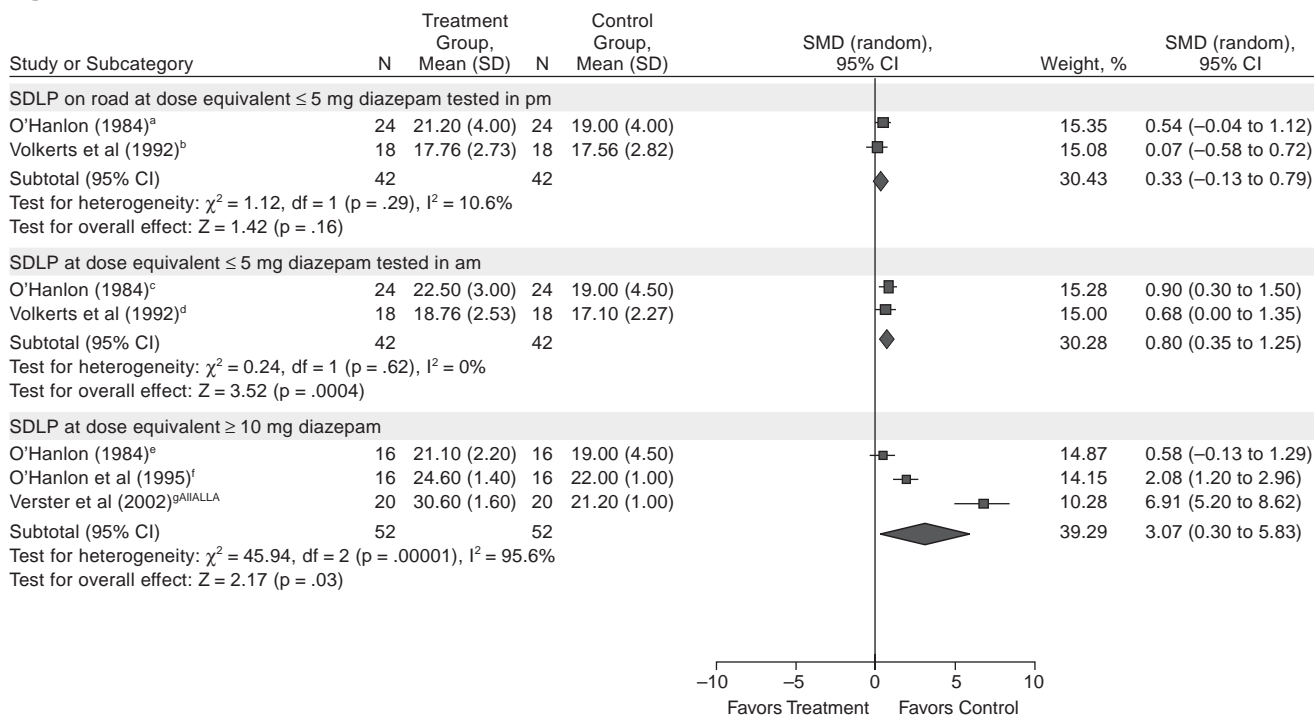 Treatment Control
Group, Group, SMD (random), SMD (random),
Study or Subcategory N Mean (SD) N Mean (SD) 95% CI Weight, % 95% CI
SDLP on road at dose equivalent ≤ 5 mg diazepam tested in pm
O'Hanlon (1984)ᵃ 24 21.20 (4.00) 24 19.00 (4.00) 15.35 0.54 (–0.04 to 1.12)
Volkerts et al (1992)ᵇ 18 17.76 (2.73) 18 17.56 (2.82) 15.08 0.07 (–0.58 to 0.72)
Subtotal (95% CI) 42 42 30.43 0.33 (–0.13 to 0.79)
Test for heterogeneity: χ² = 1.12, df = 1 (p = .29), I² = 10.6%
Test for overall effect: Z = 1.42 (p = .16)
SDLP at dose equivalent ≤ 5 mg diazepam tested in am
O'Hanlon (1984)ᶜ 24 22.50 (3.00) 24 19.00 (4.50) 15.28 0.90 (0.30 to 1.50)
Volkerts et al (1992)ᵈ 18 18.76 (2.53) 18 17.10 (2.27) 15.00 0.68 (0.00 to 1.35)
Subtotal (95% CI) 42 42 30.28 0.80 (0.35 to 1.25)
Test for heterogeneity: χ² = 0.24, df = 1 (p = .62), I² = 0%
Test for overall effect: Z = 3.52 (p = .0004)
SDLP at dose equivalent ≥ 10 mg diazepam
O'Hanlon (1984)ᵉ 16 21.10 (2.20) 16 19.00 (4.50) 14.87 0.58 (–0.13 to 1.29)
O'Hanlon et al (1995)ᶠ 16 24.60 (1.40) 16 22.00 (1.00) 14.15 2.08 (1.20 to 2.96)
Verster et al (2002)gAllALLA 20 30.60 (1.60) 20 21.20 (1.00) 10.28 6.91 (5.20 to 8.62)
Subtotal (95% CI) 52 52 39.29 3.07 (0.30 to 5.83)
Test for heterogeneity: χ² = 45.94, df = 2 (p = .00001), I² = 95.6%
Test for overall effect: Z = 2.17 (p = .03)
–10 –5 0 5 10
Favors Treatment Favors Control